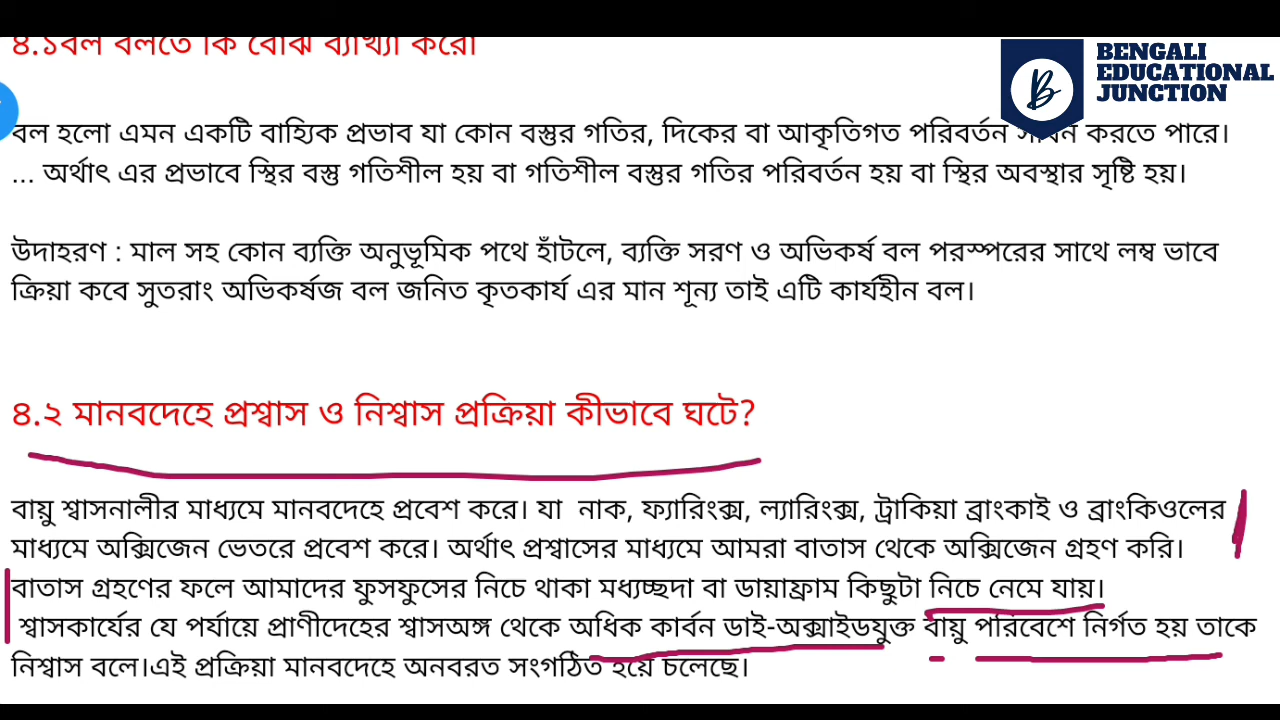 ৪.১বল বলতে কি বোঝ ব্যাখ্যা করো
BENGALI
EDUCATIONAL
JUNCTION
বল হলো এমন একটি বাহ্যিক প্রভাব যা কোন বস্তুর গতির, দিকের বা আকৃতিগত পরিবর্তন সাধন করতে পারে।
... অর্থাৎ এর প্রভাবে স্থির বস্তু গতিশীল হয় বা গতিশীল বস্তুর গতির পরিবর্তন হয় বা স্থির অবস্থার সৃষ্টি হয়।
উদাহরণ : মাল সহ কোন ব্যক্তি অনুভূমিক পথে হাঁটলে, ব্যক্তি সরণ ও অভিকর্ষ বল পরস্পরের সাথে লম্ব ভাবে
ক্রিয়া কবে সুতরাং অভিকর্ষজ বল জনিত কৃতকার্য এর মান শূন্য তাই এটি কার্যহীন বল।
৪.২ মানবদেহে প্রশ্বাস ও নিশ্বাস প্রক্রিয়া কীভাবে ঘটে?
বায়ু শ্বাসনালীর মাধ্যমে মানবদেহে প্রবেশ করে। যা নাক, ফ্যারিংক্স, ল্যারিংক্স, ট্রাকিয়া ব্রাংকাই ও ব্রাংকিওলের
মাধ্যমে অক্সিজেন ভেতরে প্রবেশ করে। অর্থাৎ প্রশ্বাসের মাধ্যমে আমরা বাতাস থেকে অক্সিজেন গ্রহণ করি।
বাতাস গ্রহণের ফলে আমাদের ফুসফুসের নিচে থাকা মধ্যচ্ছদা বা ডায়াফ্রাম কিছুটা নিচে নেমে যায়।
শ্বাসকার্যের যে পর্যায়ে প্রাণীদেহের শ্বাসঅঙ্গ থেকে অধিক কার্বন ডাই-অক্সাইডযুক্ত বায়ু পরিবেশে নির্গত হয় তাকে
নিশ্বাস বলে।এই প্রক্রিয়া মানবদেহে অনবরত সংগঠিত হয়ে চলেছে।